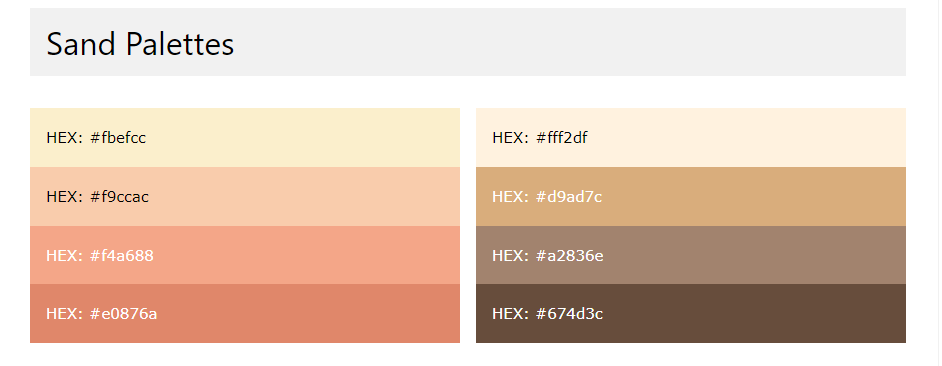 Sand Palettes
HEX: #fbefcc
HEX: #f9ccac
HEX: #f4a688
HEX: #e0876a
HEX: #fff2df
HEX: #d9ad7c
HEX: #a2836e
HEX: #674d3c